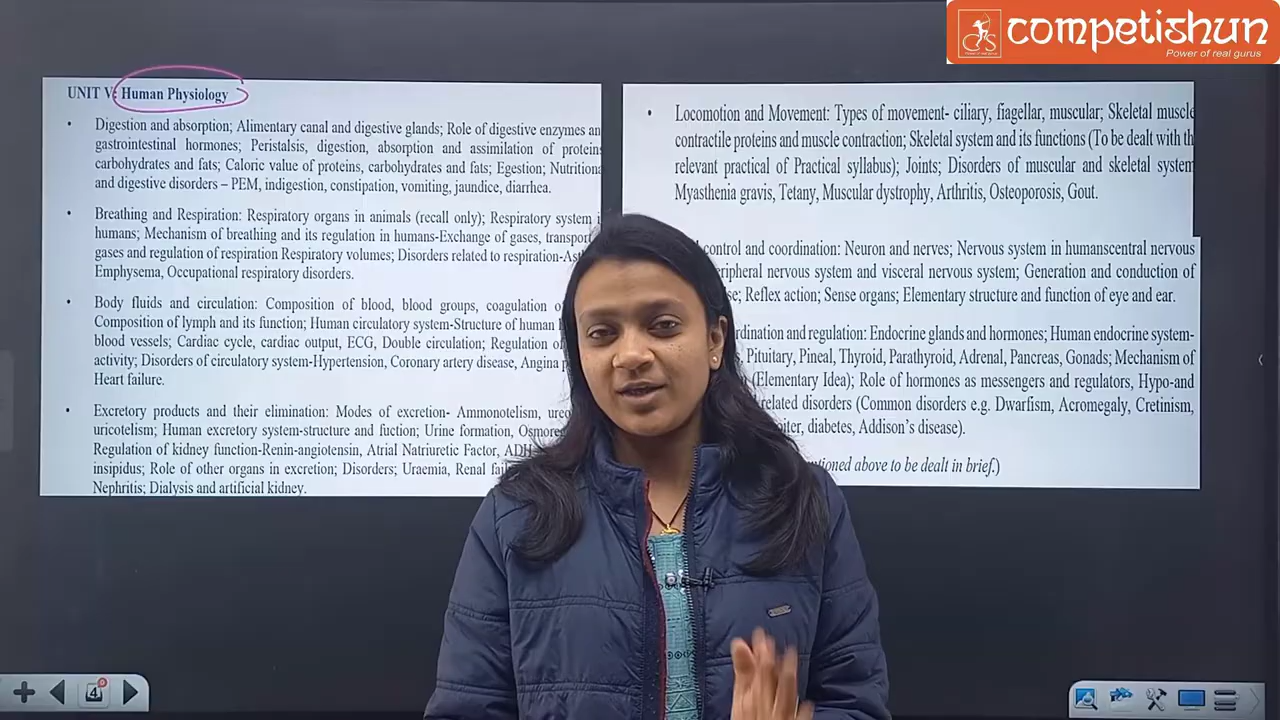 competishun
Power of real gurus
UNIT V: Human Physiology
• Digestion and absorption; Alimentary canal and digestive glands; Role of digestive enzymes an
gastrointestinal hormones; Peristalsis, digestion, absorption and assimilation of proteins
carbohydrates and fats; Caloric value of proteins, carbohydrates and fats; Egestion; Nutritiona
and digestive disorders – PEM, indigestion, constipation, vomiting, jaundice, diarrhea.
• Breathing and Respiration: Respiratory organs in animals (recall only); Respiratory system i
humans; Mechanism of breathing and its regulation in humans-Exchange of gases, transport
gases and regulation of respiration Respiratory volumes; Disorders related to respiration-Ast
Emphysema, Occupational respiratory disorders.
• Body fluids and circulation: Composition of blood, blood groups, coagulation of
Composition of lymph and its function; Human circulatory system-Structure of human
blood vessels; Cardiac cycle, cardiac output, ECG, Double circulation; Regulation of
activity; Disorders of circulatory system-Hypertension, Coronary artery disease, Angina
Heart failure.
• Excretory products and their elimination: Modes of excretion- Ammonotelism, ureo
uricotelism; Human excretory system-structure and fuction; Urine formation, Osmore
Regulation of kidney function-Renin-angiotensin, Atrial Natriuretic Factor, ADH
insipidus; Role of other organs in excretion; Disorders; Uraemia, Renal fail
Nephritis; Dialysis and artificial kidney.
• Locomotion and Movement: Types of movement- ciliary, fiagellar, muscular; Skeletal muscle
contractile proteins and muscle contraction; Skeletal system and its functions (To be dealt with th
relevant practical of Practical syllabus); Joints; Disorders of muscular and skeletal system
Myasthenia gravis, Tetany, Muscular dystrophy, Arthritis, Osteoporosis, Gout.
control and coordination: Neuron and nerves; Nervous system in humanscentral nervous
eripheral nervous system and visceral nervous system; Generation and conduction of
se; Reflex action; Sense organs; Elementary structure and function of eye and ear.
rdination and regulation: Endocrine glands and hormones; Human endocrine system-
Pituitary, Pineal, Thyroid, Parathyroid, Adrenal, Pancreas, Gonads; Mechanism of
(Elementary Idea); Role of hormones as messengers and regulators, Hypo-and
related disorders (Common disorders e.g. Dwarfism, Acromegaly, Cretinism,
iter, diabetes, Addison's disease).
ntioned above to be dealt in brief.)
4